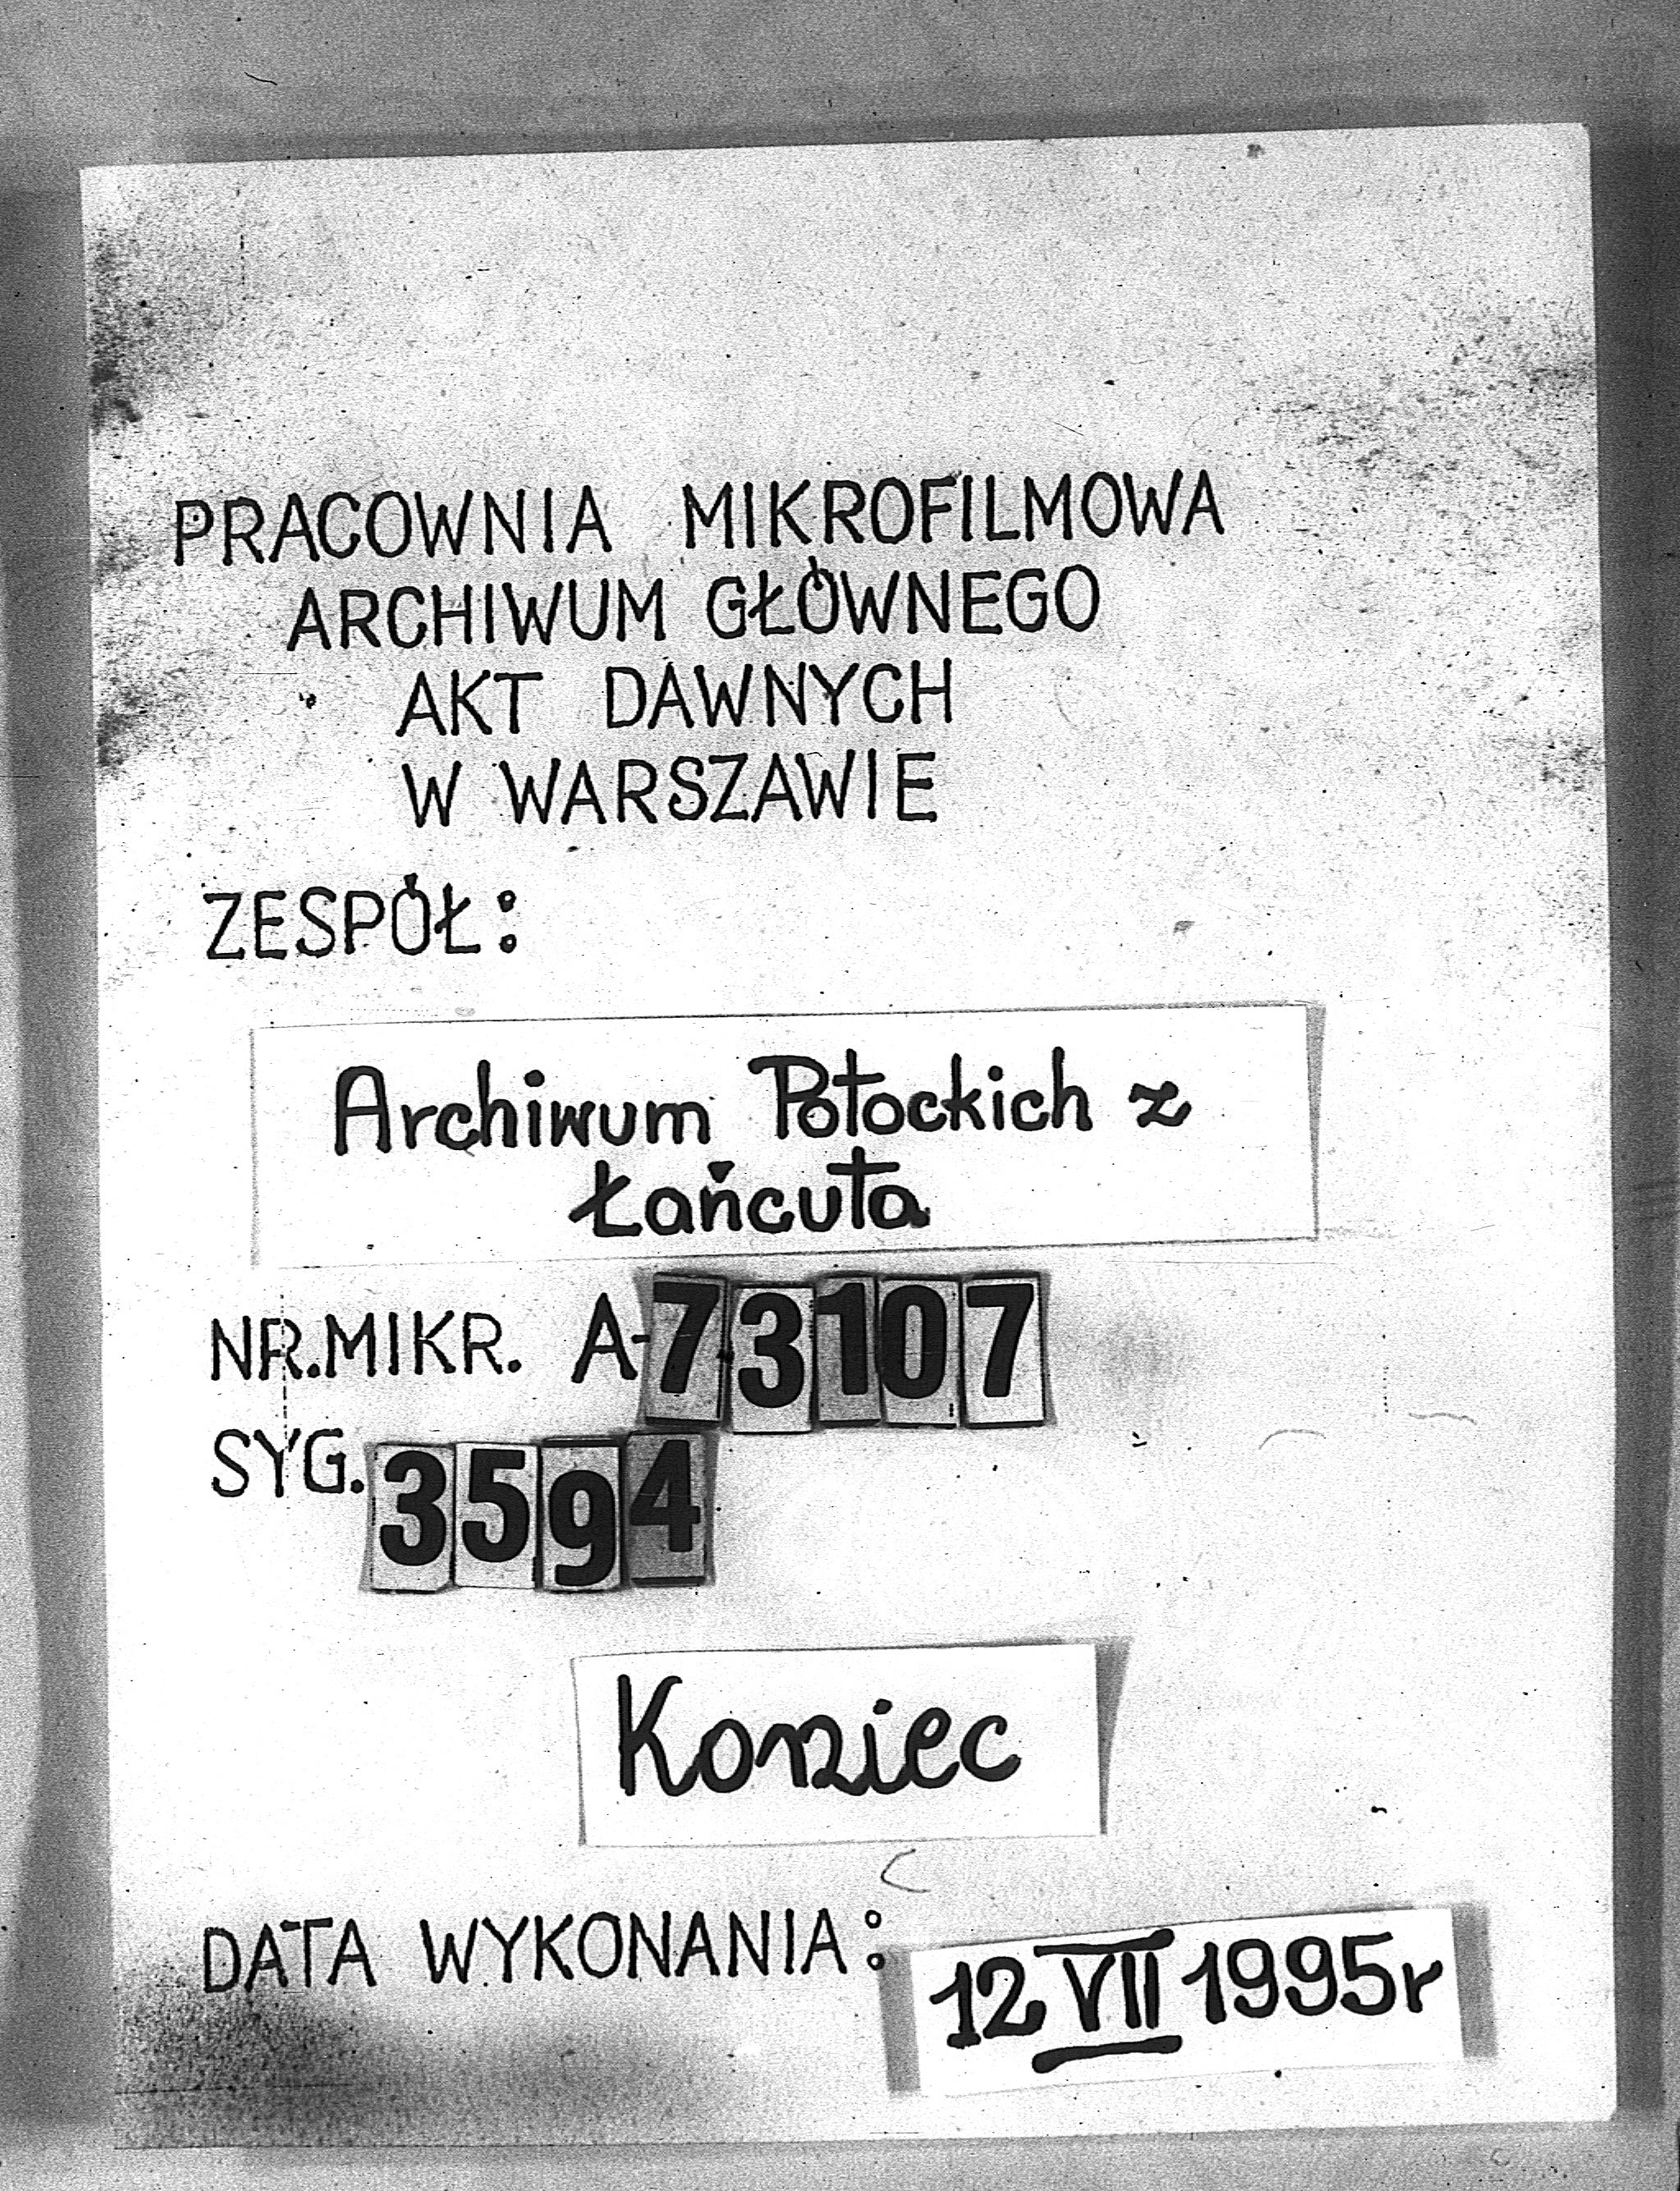 PRACOWNIA MIKROFILMOWA
ARCHIWUM GŁÓWNEGO
AKT DAWNYCH
W WARSZAWIE
ZESPÓŁ:
Archiwum Potockich z
Łańcuta
NR.MIKR. A-73107
SYG. 3594
Koniec
DATA WYKONANIA: 12 VII 1995r